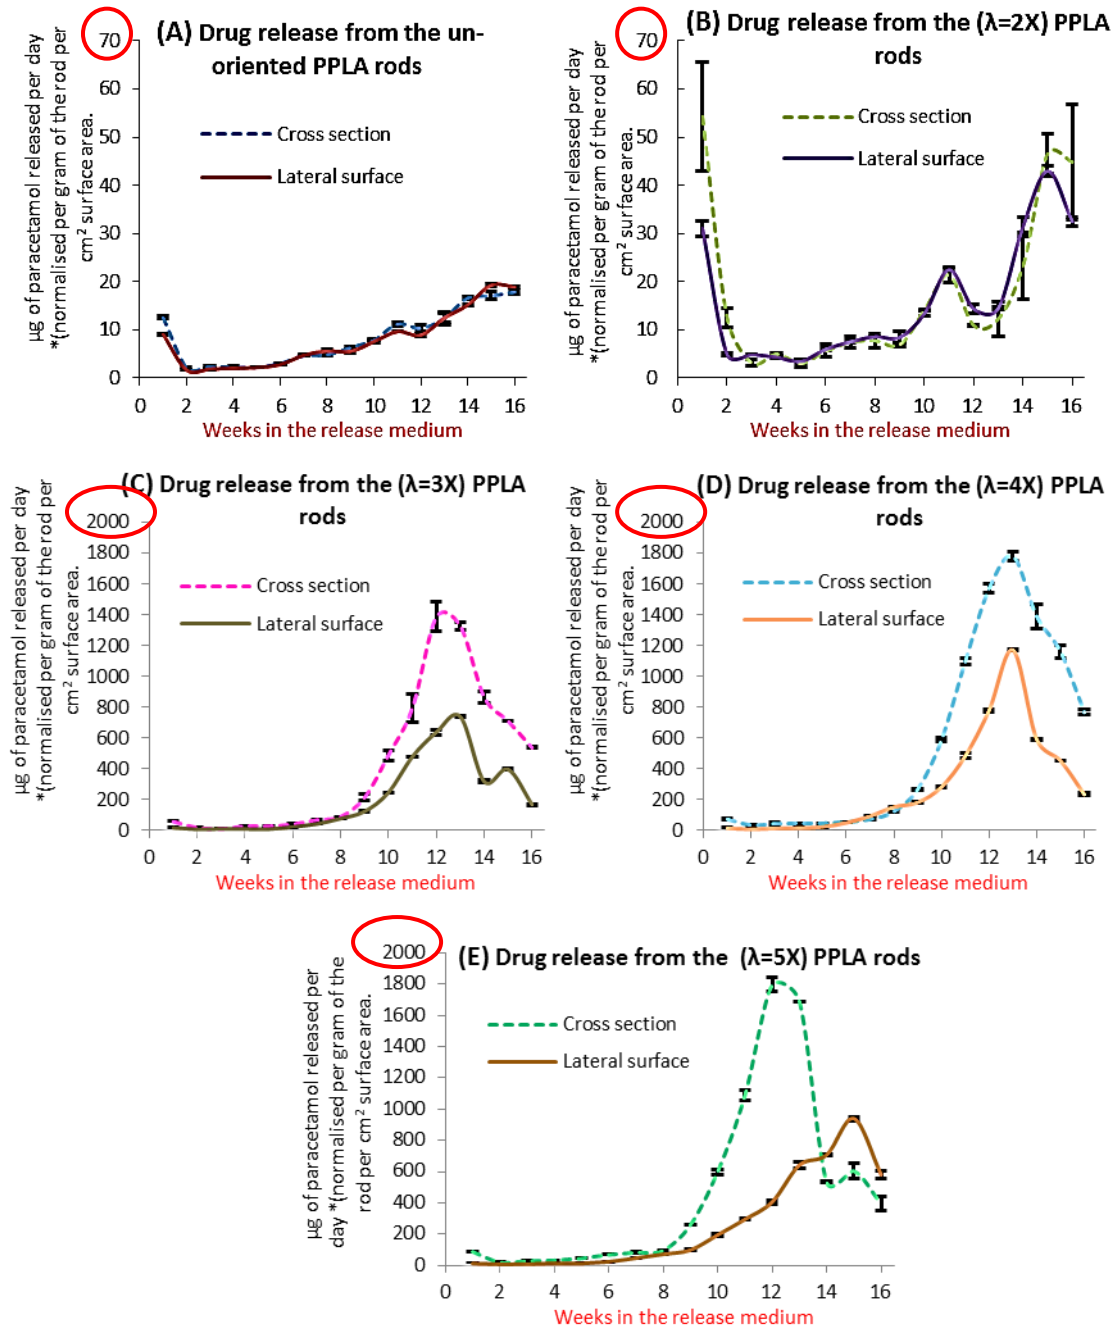 (A) Drug release from the un-
oriented PPLA rods
µg of paracetamol released per day
*(normalised per gram of the rod per
cm² surface area.
70
60
50
40
30
20
10
0
Cross section
Lateral surface
0 2 4 6 8 10 12 14 16
Weeks in the release medium
(B) Drug release from the (λ=2X) PPLA
rods
µg of paracetamol released per day
*(normalised per gram of the rod per
cm² surface area.
70
60
50
40
30
20
10
0
Cross section
Lateral surface
0 2 4 6 8 10 12 14 16
Weeks in the release medium
(C) Drug release from the (λ=3X) PPLA
rods
µg of paracetamol released per day
*(normalised per gram of the rod per
cm² surface area.
2000
1800
1600
1400
1200
1000
800
600
400
200
0
Cross section
Lateral surface
0 2 4 6 8 10 12 14 16
Weeks in the release medium
(D) Drug release from the (λ=4X) PPLA
rods
µg of paracetamol released per day
*(normalised per gram of the rod per
cm² surface area.
2000
1800
1600
1400
1200
1000
800
600
400
200
0
Cross section
Lateral surface
0 2 4 6 8 10 12 14 16
Weeks in the release medium
(E) Drug release from the (λ=5X) PPLA rods
µg of paracetamol released per
day *(normalised per gram of the
rod per cm² surface area.
2000
1800
1600
1400
1200
1000
800
600
400
200
0
Cross section
Lateral surface
0 2 4 6 8 10 12 14 16
Weeks in the release medium